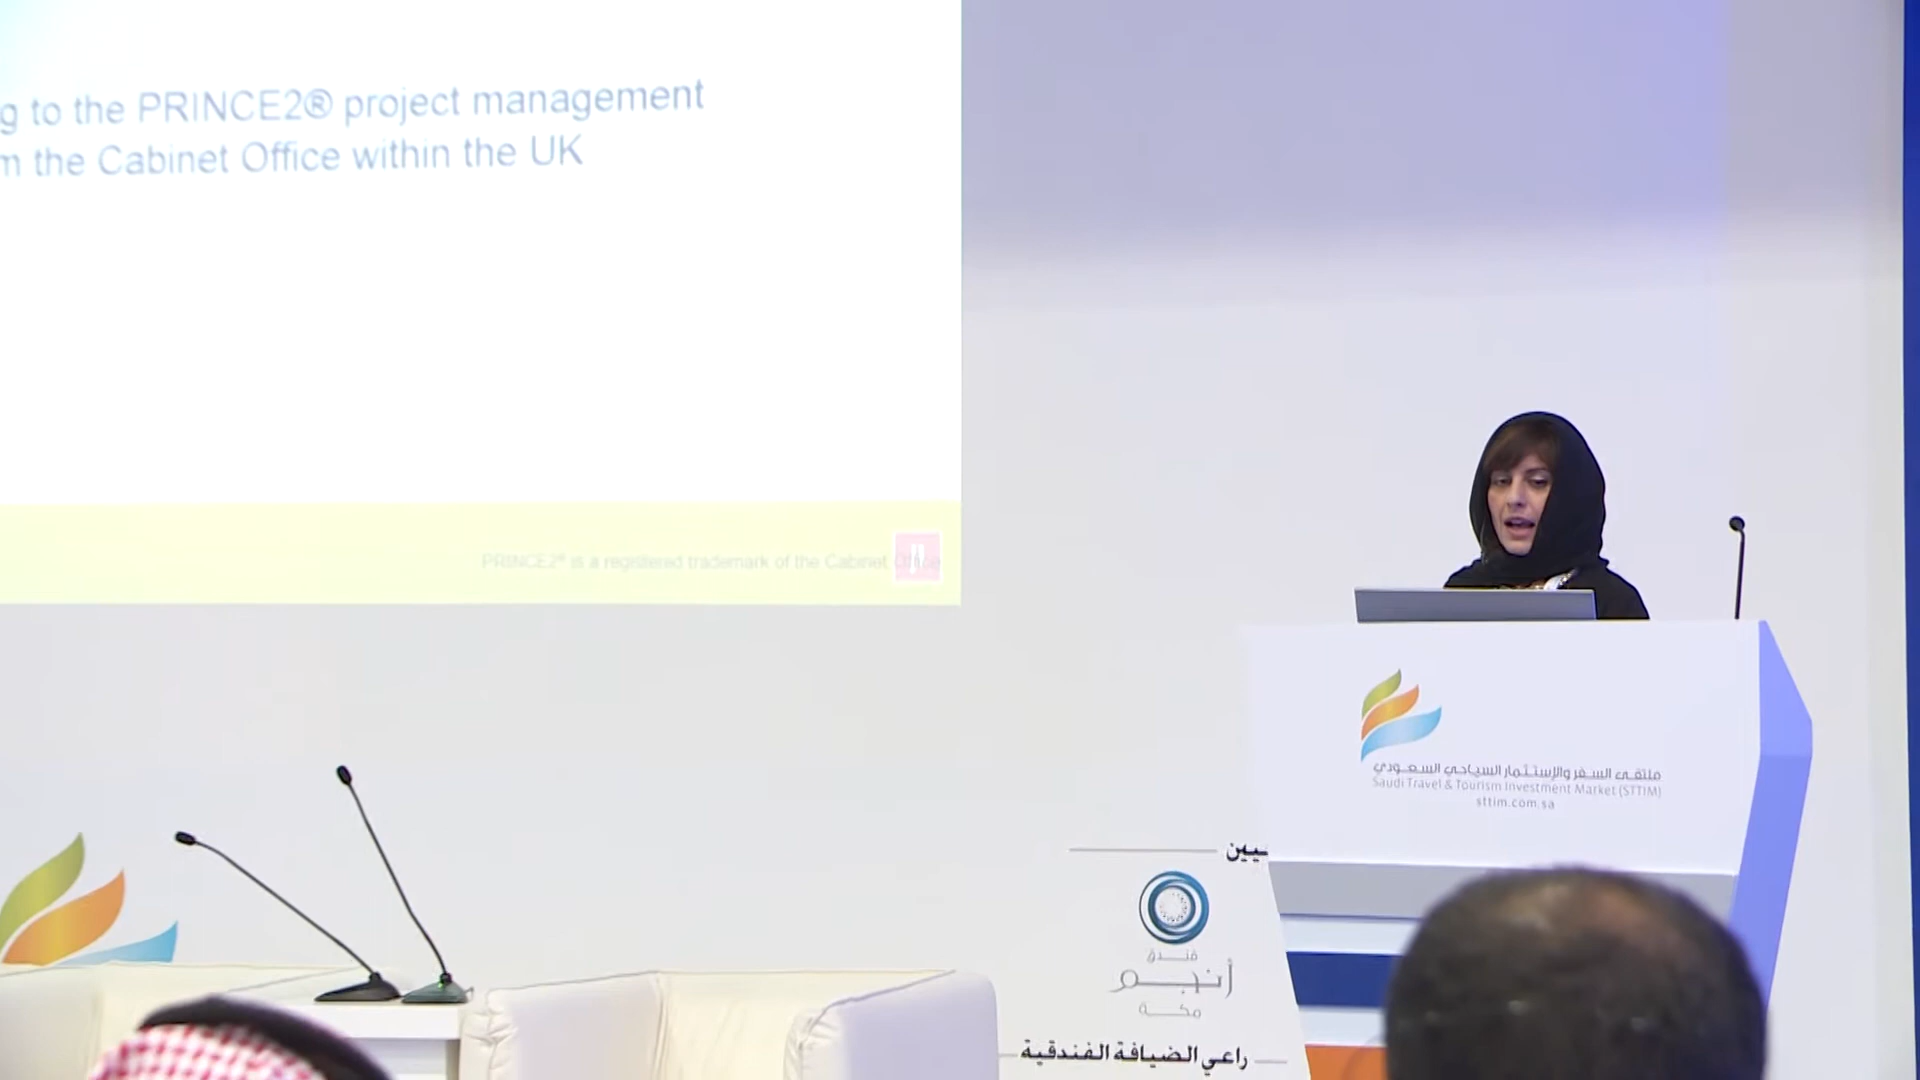 g to the PRINCE2® project management
m the Cabinet Office within the UK
PRINCE2® is a registered trademark of the Cabinet Office
ملتقى السفر والإستثمار السياحي السعودي
Saudi Travel & Tourism Investment Market (STTIM)
sttim.com.sa
ـيين
فندق
أنجم
مكة
راعي الضيافة الفندقية